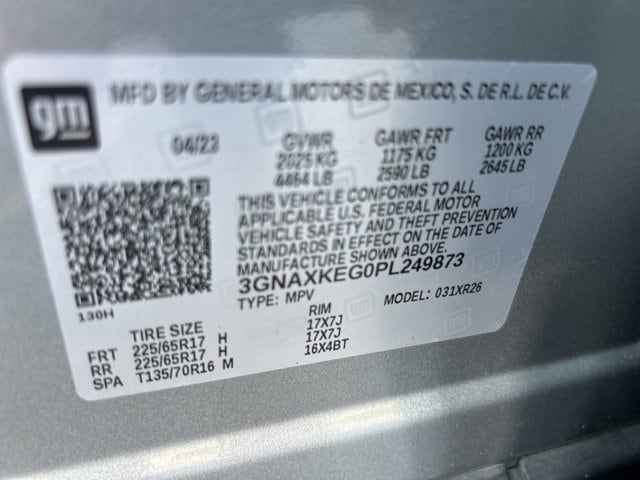 gm MFD BY GENERAL MOTORS DE MEXICO, S. DE R.L. DE C.V.
04/23 GVWR GAWR FRT GAWR RR
2025 KG 1175 KG 1200 KG
4464 LB 2590 LB 2645 LB
THIS VEHICLE CONFORMS TO ALL
APPLICABLE U.S. FEDERAL MOTOR
VEHICLE SAFETY AND THEFT PREVENTION
STANDARDS IN EFFECT ON THE DATE OF
MANUFACTURE SHOWN ABOVE.
3GNAXKEG0PL249873
130H TYPE: MPV MODEL: 031XR26
TIRE SIZE RIM
FRT 225/65R17 H 17X7J
RR 225/65R17 H 17X7J
SPA T135/70R16 M 16X4BT